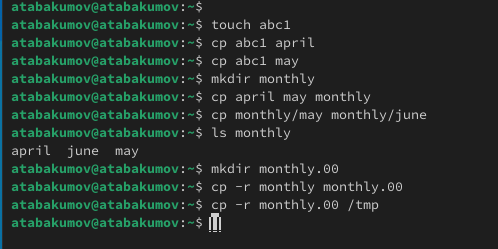 atabakumov@atabakumov:~$
atabakumov@atabakumov:~$ touch abc1
atabakumov@atabakumov:~$ cp abc1 april
atabakumov@atabakumov:~$ cp abc1 may
atabakumov@atabakumov:~$ mkdir monthly
atabakumov@atabakumov:~$ cp april may monthly
atabakumov@atabakumov:~$ cp monthly/may monthly/june
atabakumov@atabakumov:~$ ls monthly
april  june  may
atabakumov@atabakumov:~$ mkdir monthly.00
atabakumov@atabakumov:~$ cp -r monthly monthly.00
atabakumov@atabakumov:~$ cp -r monthly.00 /tmp
atabakumov@atabakumov:~$